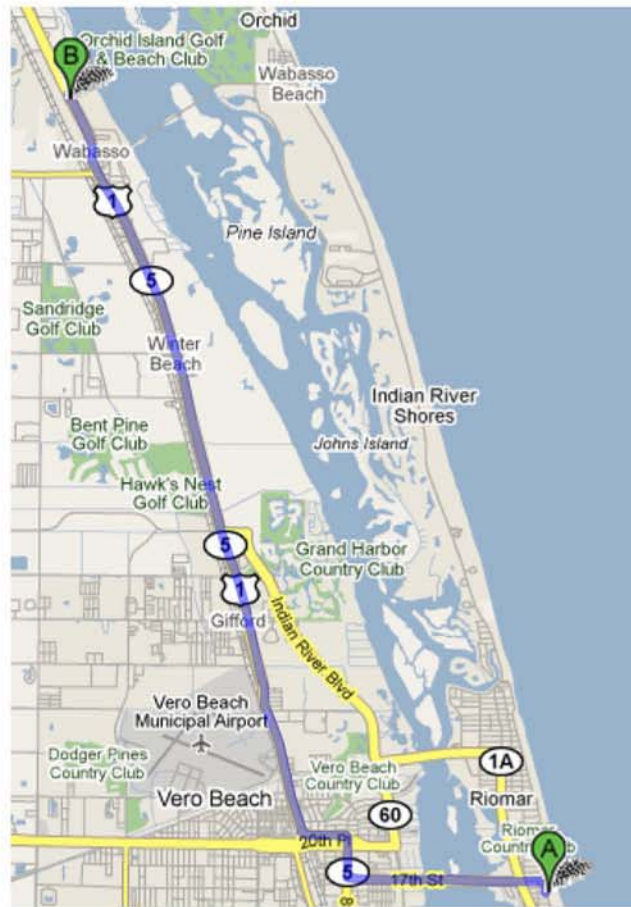 Orchid
Orchid Island Golf
& Beach Club
B
Wabasso
Beach
Wabasso
1
Pine Island
5
Sandridge
Golf Club
Winter
Beach
Indian River
Shores
Bent Pine
Golf Club
Johns Island
Hawk's Nest
Golf Club
5
Grand Harbor
Country Club
1
Gifford
Indian River Blvd
Vero Beach
Municipal Airport
Dodger Pines
Country Club
Vero Beach
Country Club
1A
Vero Beach
60
Riomar
20th Pl
Riomar
A
5
17th St